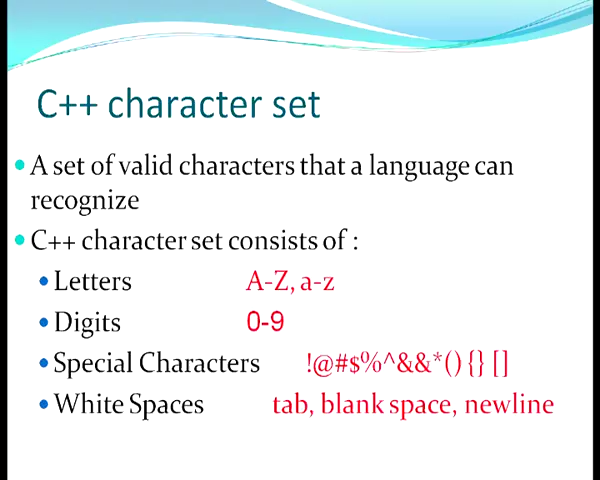 C++ character set
A set of valid characters that a language can
recognize
C++ character set consists of :
Letters A-Z, a-z
Digits 0-9
Special Characters !@#$%^&&*() {} []
White Spaces tab, blank space, newline